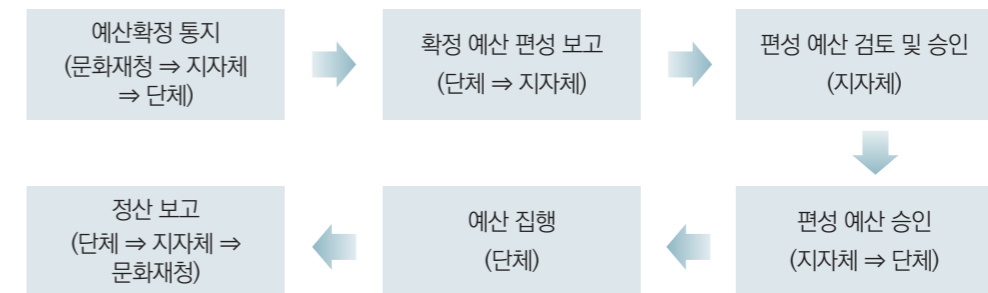 예산확정 통지
(문화재청 ⇒ 지자체
⇒ 단체)
확정 예산 편성 보고
(단체 ⇒ 지자체)
편성 예산 검토 및 승인
(지자체)
편성 예산 승인
(지자체 ⇒ 단체)
예산 집행
(단체)
정산 보고
(단체 ⇒ 지자체 ⇒
문화재청)